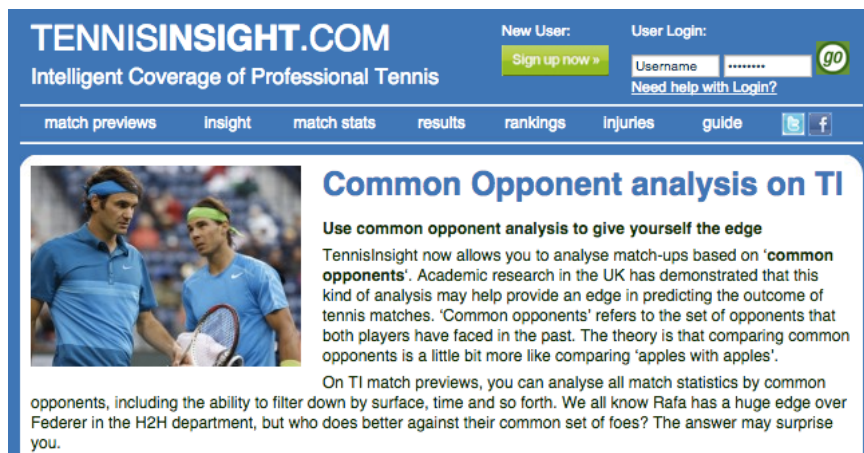 TENNISINSIGHT.COM
Intelligent Coverage of Professional Tennis
New User:
Sign up now »
User Login:
Username
••••••••
go
Need help with Login?
match previews insight match stats results rankings injuries guide
Common Opponent analysis on TI
Use common opponent analysis to give yourself the edge
TennisInsight now allows you to analyse match-ups based on ‘common
opponents‘. Academic research in the UK has demonstrated that this
kind of analysis may help provide an edge in predicting the outcome of
tennis matches. ‘Common opponents’ refers to the set of opponents that
both players have faced in the past. The theory is that comparing common
opponents is a little bit more like comparing ‘apples with apples’.
On TI match previews, you can analyse all match statistics by common
opponents, including the ability to filter down by surface, time and so forth. We all know Rafa has a huge edge over
Federer in the H2H department, but who does better against their common set of foes? The answer may surprise
you.